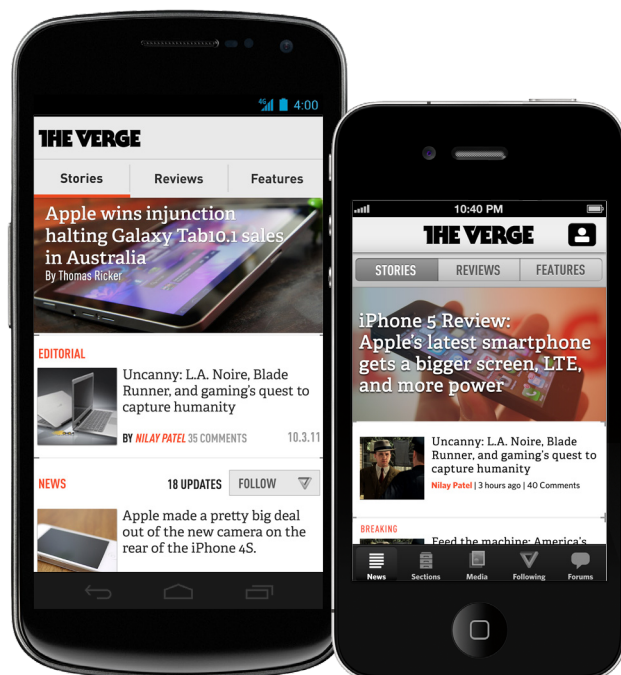 4G 4:00
THE VERGE
Stories Reviews Features
Apple wins injunction
halting Galaxy Tab10.1 sales
in Australia
By Thomas Ricker
EDITORIAL
Uncanny: L.A. Noire, Blade
Runner, and gaming's quest to
capture humanity
BY NILAY PATEL 35 COMMENTS 10.3.11
NEWS 18 UPDATES FOLLOW
Apple made a pretty big deal
out of the new camera on the
rear of the iPhone 4S.
10:40 PM
THE VERGE
STORIES REVIEWS FEATURES
iPhone 5 Review:
Apple's latest smartphone
gets a bigger screen, LTE,
and more power
Uncanny: L.A. Noire, Blade
Runner, and gaming's quest to
capture humanity
Nilay Patel | 3 hours ago | 40 Comments
BREAKING
Feed the machine: America's
News Sections Media Following Forums